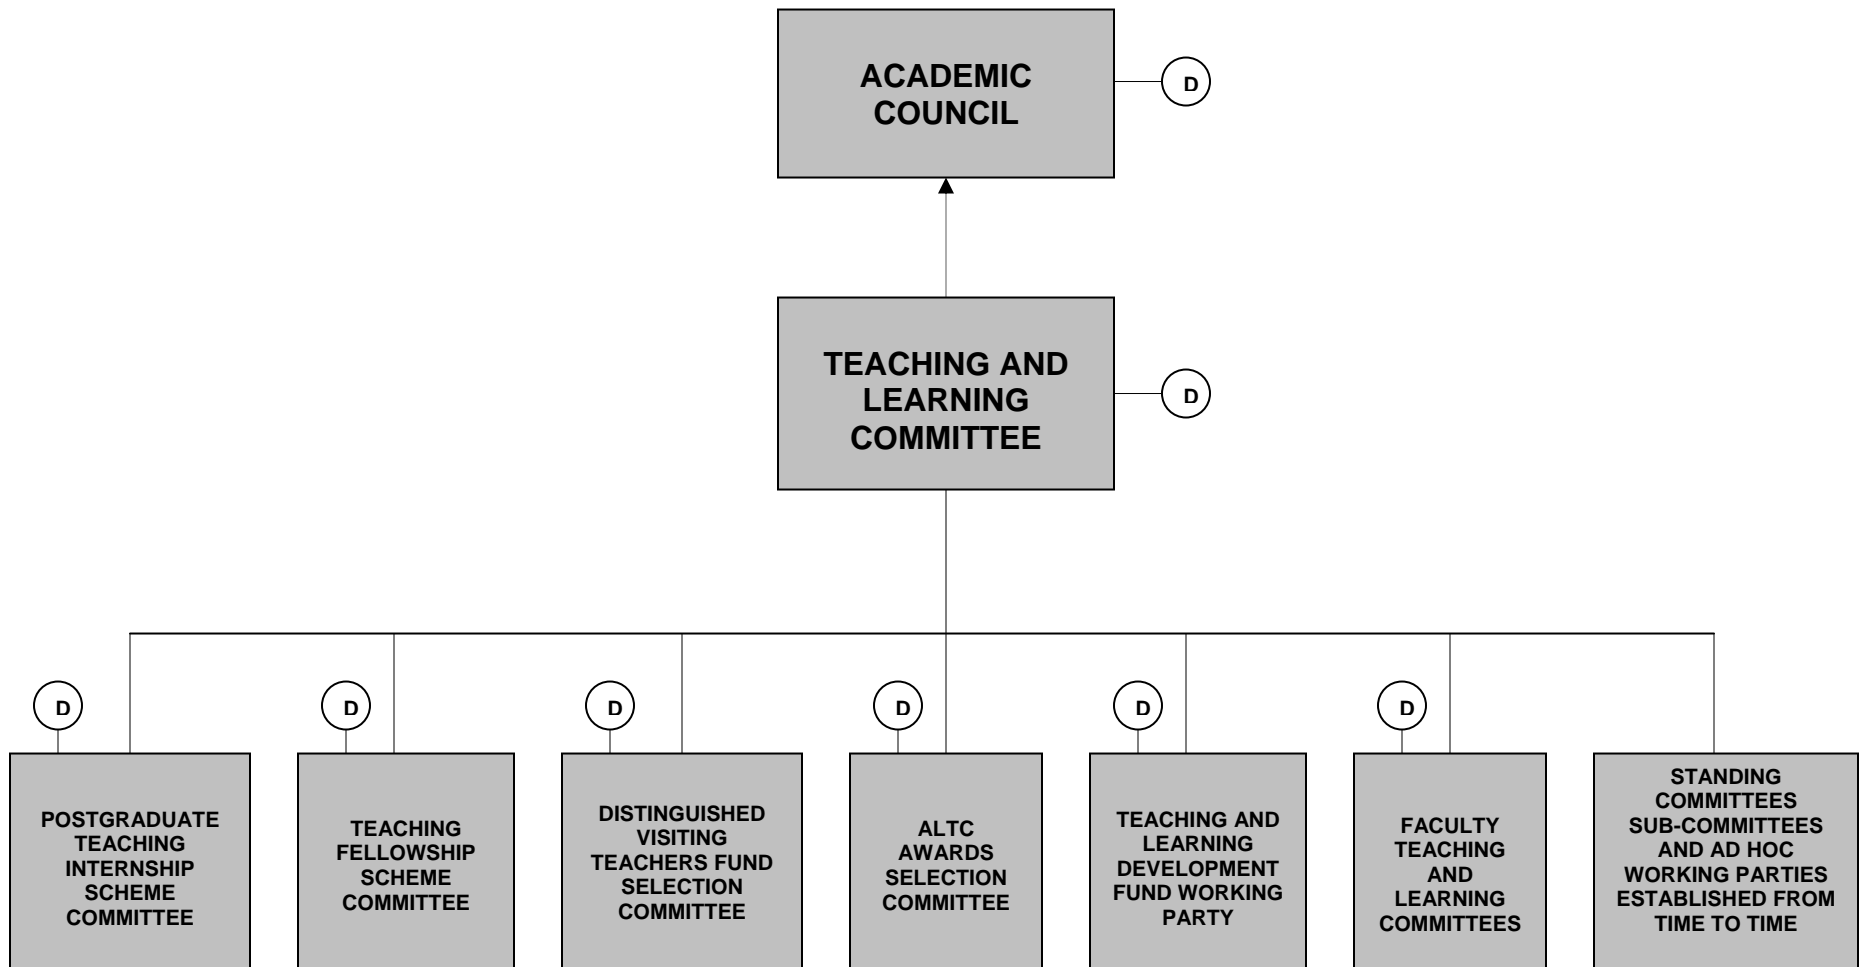 ACADEMIC
COUNCIL
D
TEACHING AND
LEARNING
COMMITTEE
D
D
D
D
D
D
D
POSTGRADUATE
TEACHING
INTERNSHIP
SCHEME
COMMITTEE
TEACHING
FELLOWSHIP
SCHEME
COMMITTEE
DISTINGUISHED
VISITING
TEACHERS FUND
SELECTION
COMMITTEE
ALTC
AWARDS
SELECTION
COMMITTEE
TEACHING AND
LEARNING
DEVELOPMENT
FUND WORKING
PARTY
FACULTY
TEACHING
AND
LEARNING
COMMITTEES
STANDING
COMMITTEES
SUB-COMMITTEES
AND AD HOC
WORKING PARTIES
ESTABLISHED FROM
TIME TO TIME